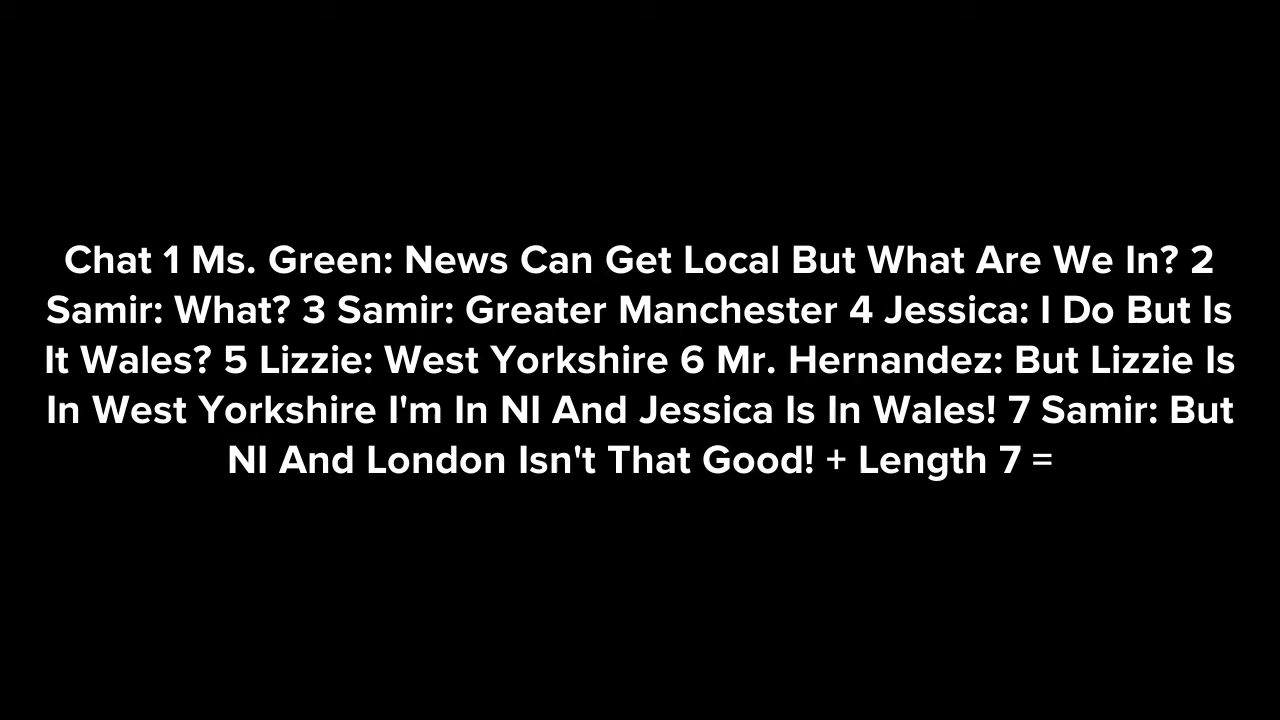 Chat 1 Ms. Green: News Can Get Local But What Are We In? 2
Samir: What? 3 Samir: Greater Manchester 4 Jessica: I Do But Is
It Wales? 5 Lizzie: West Yorkshire 6 Mr. Hernandez: But Lizzie Is
In West Yorkshire I'm In NI And Jessica Is In Wales! 7 Samir: But
NI And London Isn't That Good! + Length 7 =